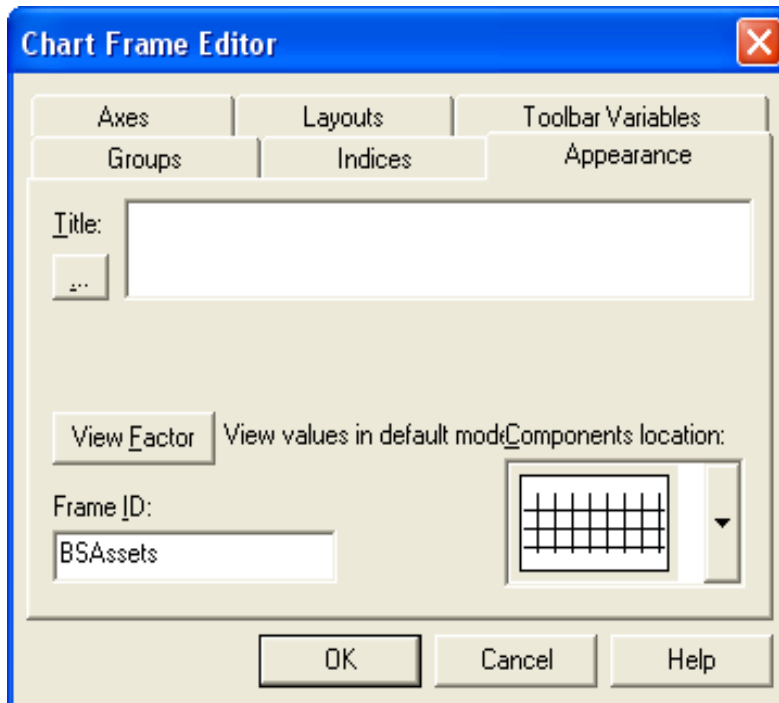 Chart Frame Editor
Axes Layouts Toolbar Variables
Groups Indices Appearance
Title:
...
View Factor View values in default mode Components location:
Frame ID:
BSAssets
OK Cancel Help